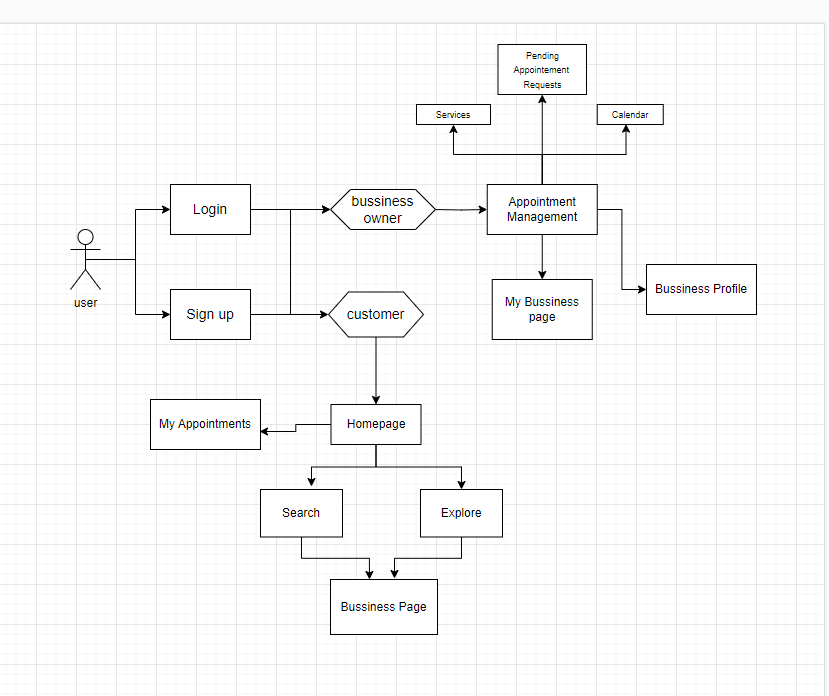 Pending
Appointement
Requests
Services
Calendar
Login
bussiness
owner
Appointment
Management
user
Sign up
customer
My Bussiness
page
Bussiness Profile
My Appointments
Homepage
Search
Explore
Bussiness Page